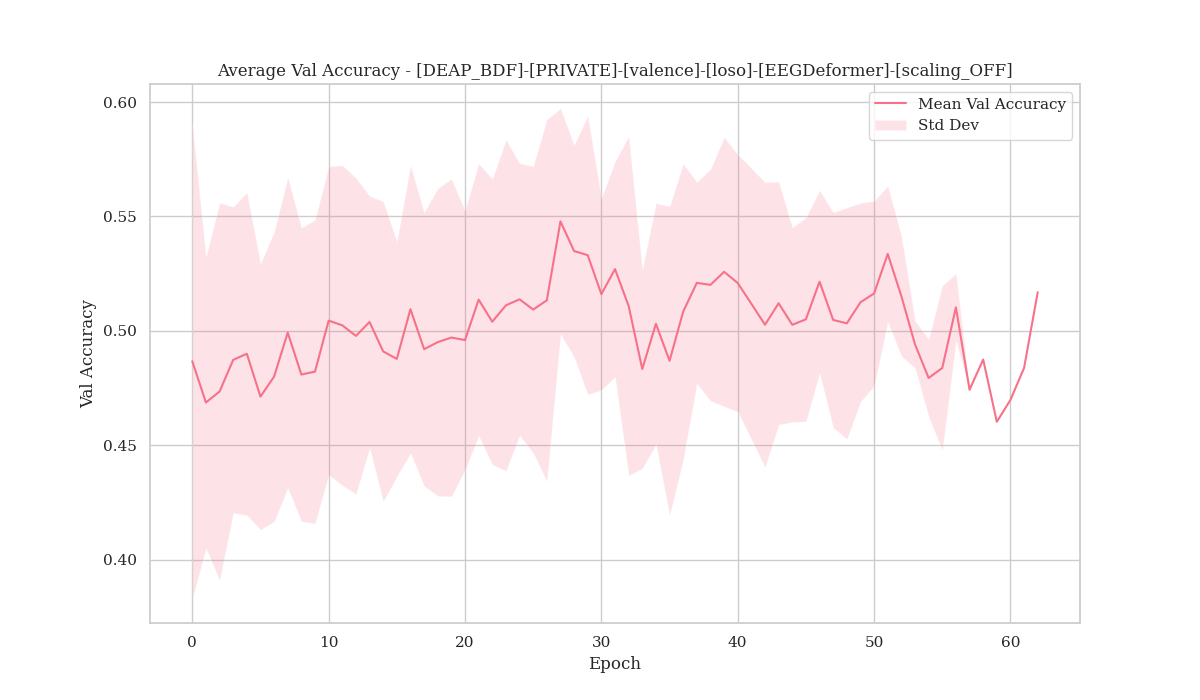 Average Val Accuracy - [DEAP_BDF]-[PRIVATE]-[valence]-[loso]-[EEGDeformer]-[scaling_OFF]
Mean Val Accuracy
Std Dev
0.60
0.55
0.50
0.45
0.40
Val Accuracy
0
10
20
30
40
50
60
Epoch